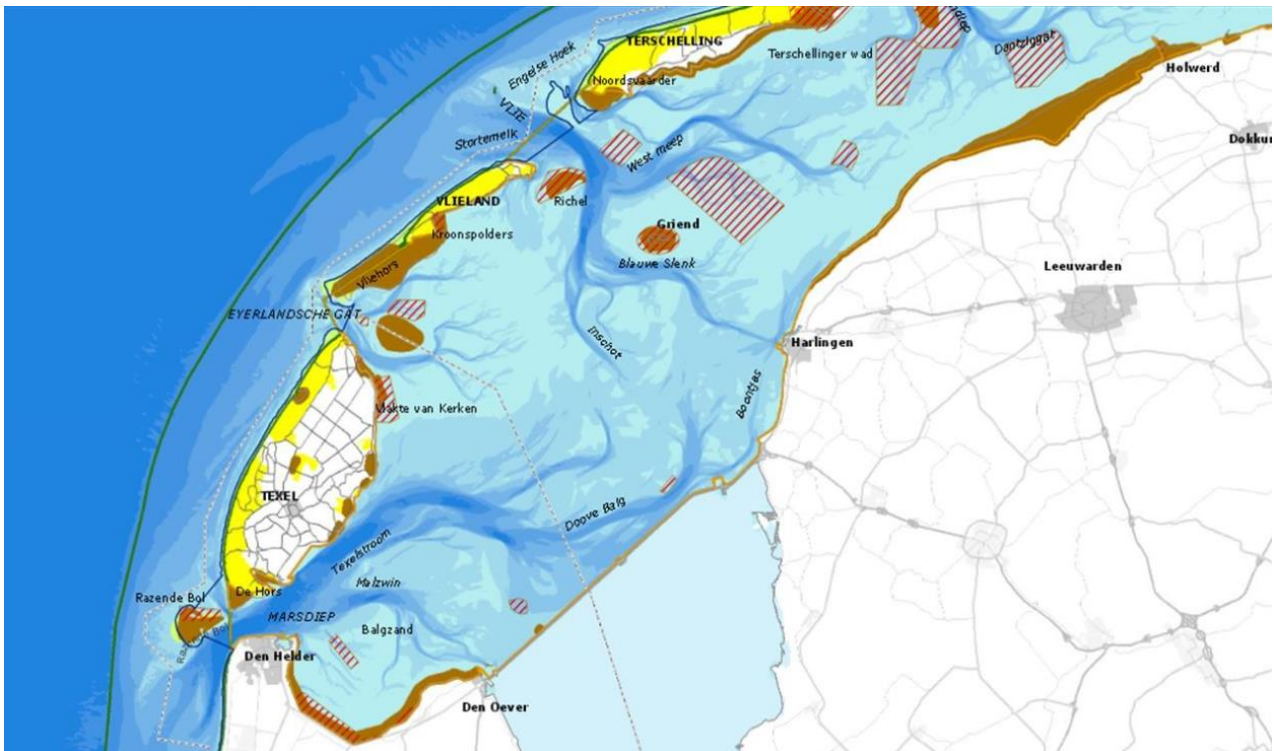 TERSCHELLING
Terschellinger wad
Dantziggat
Holwerd
Engelse Hoek
Noordsvaarder
VLIE
Stortemelk
West meep
Dokkum
VLIELAND
Richel
Kroonspolders
Griend
Blauwe Slenk
Vliehors
Leeuwarden
EYERLANDSCHE GAT
Inschot
Harlingen
Vlakte van Kerken
Boontjes
TEXEL
Doove Balg
Texelstroom
Malzwin
Razende Bol
De Hors
MARSDIEP
Balgzand
Razende Bol
Den Helder
Den Oever